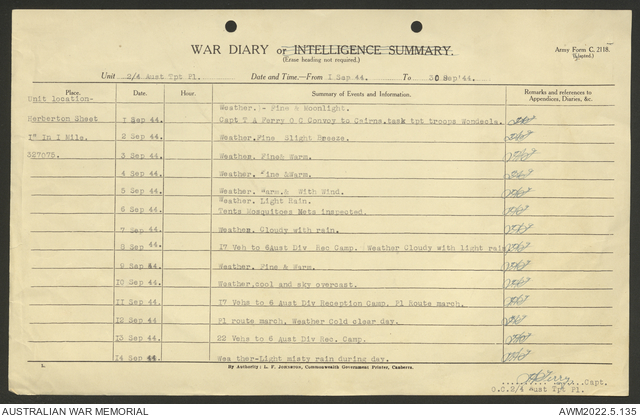 WAR DIARY or INTELLIGENCE SUMMARY.
(Erase heading not required.)
Army Form C. 2118.
Unit 2/4 Aust Tpt Pl. Date and Time.—From 1 Sep 44. To 30 Sep '44.
Place. Date. Hour. Summary of Events and Information. Remarks and references to Appendices, Diaries, &c.
Unit location-
Weather. - Fine & Moonlight.
Herberton Sheet 1 Sep 44. Capt T A Ferry O C Convoy to Cairns.task tpt troops Wondecla.
1" In 1 Mile. 2 Sep 44. Weather.Fine Slight Breeze.
327075. 3 Sep 44. Weather. Fine& Warm.
4 Sep 44. Weather. ine &Warm.
5 Sep 44. Weather. arm.& With Wind.
Weather. Light Rain.
6 Sep 44. Tents Mosquitoes Nets inspected.
7 Sep 44. Weather. Cloudy with rain.
8 Sep 44. 17 Veh to 6Aust Div Rec Camp. Weather Cloudy with light rain
9 Sep 44. Weather. Fine & Warm.
10 Sep 44. Weather.cool and sky overcast.
11 Sep 44. 17 Vehs to 6 Aust Div Reception Camp. Pl Route march.
12 Sep 44 Pl route march. Weather Cold clear day.
13 Sep 44. 22 Vehs to 6 Aust Div Rec. Camp.
14 Sep 44. Weather-Light misty rain during day.
By Authority: L. F. Johnston, Commonwealth Government Printer, Canberra.
Ferry Capt.
O.C.2/4 Aust Tpt Pl.
AUSTRALIAN WAR MEMORIAL AWM2022.5.135